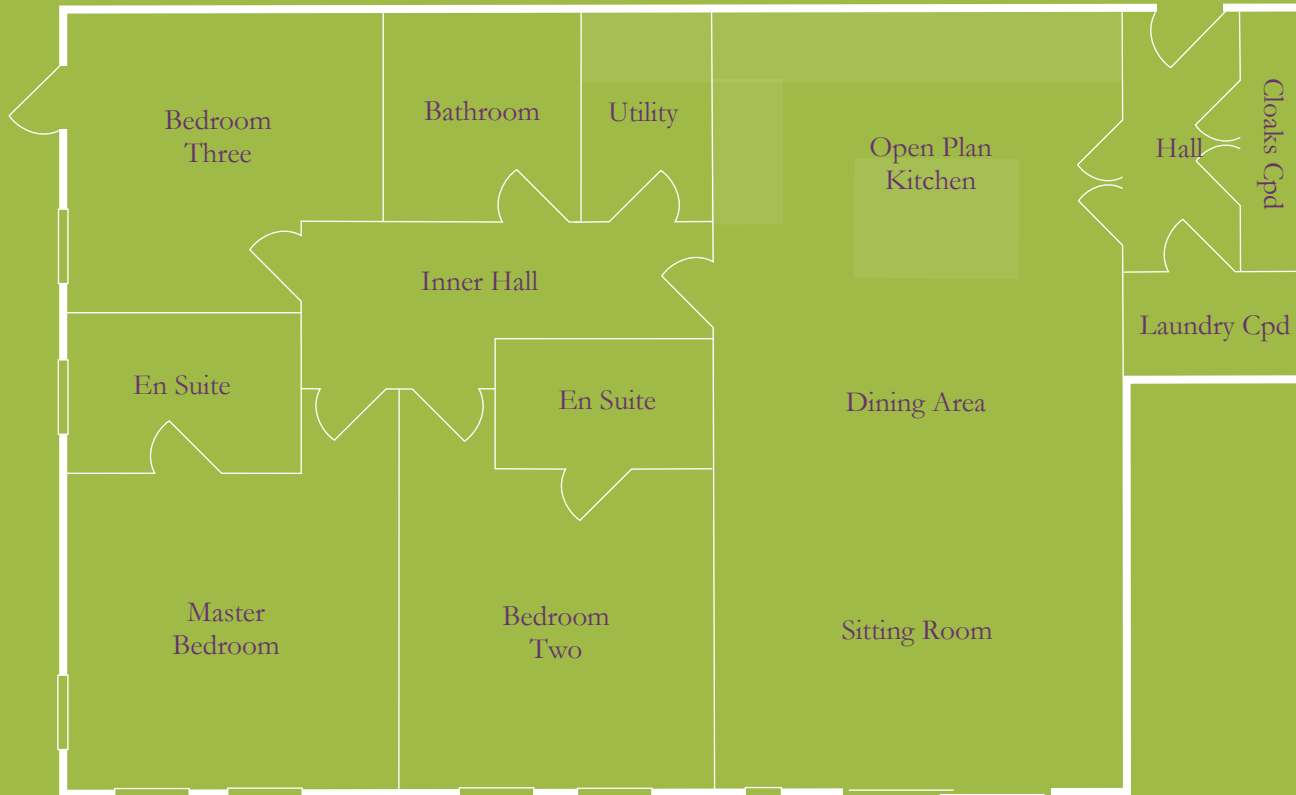 Bedroom
Three
Bathroom
Utility
Open Plan
Kitchen
Hall
Cloaks Cpd
Inner Hall
Laundry Cpd
En Suite
En Suite
Dining Area
Master
Bedroom
Bedroom
Two
Sitting Room